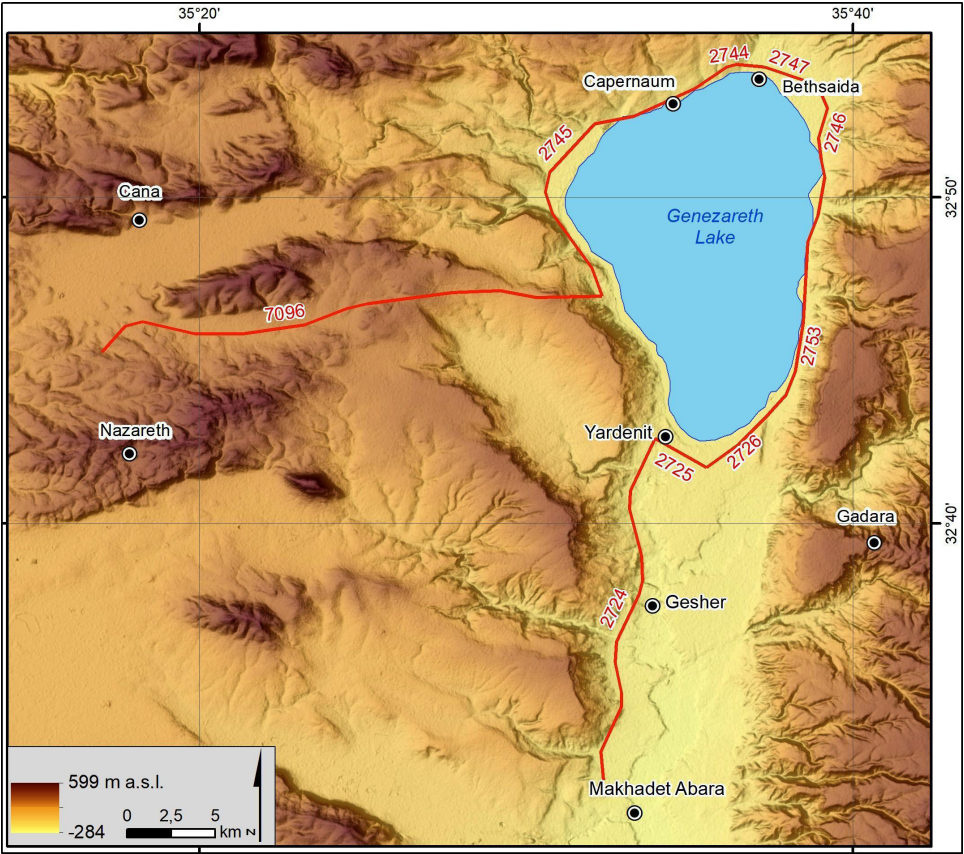 35°20'
35°40'
2744
2747
Capernaum
Bethsaida
2745
2746
Cana
32°50'
Genezareth
Lake
7096
2753
Nazareth
Yardenit
2725
2726
Gadara
32°40'
2724
Gesher
599 m a.s.l.
-284
0 2,5 5
km
N
Makhadet Abara